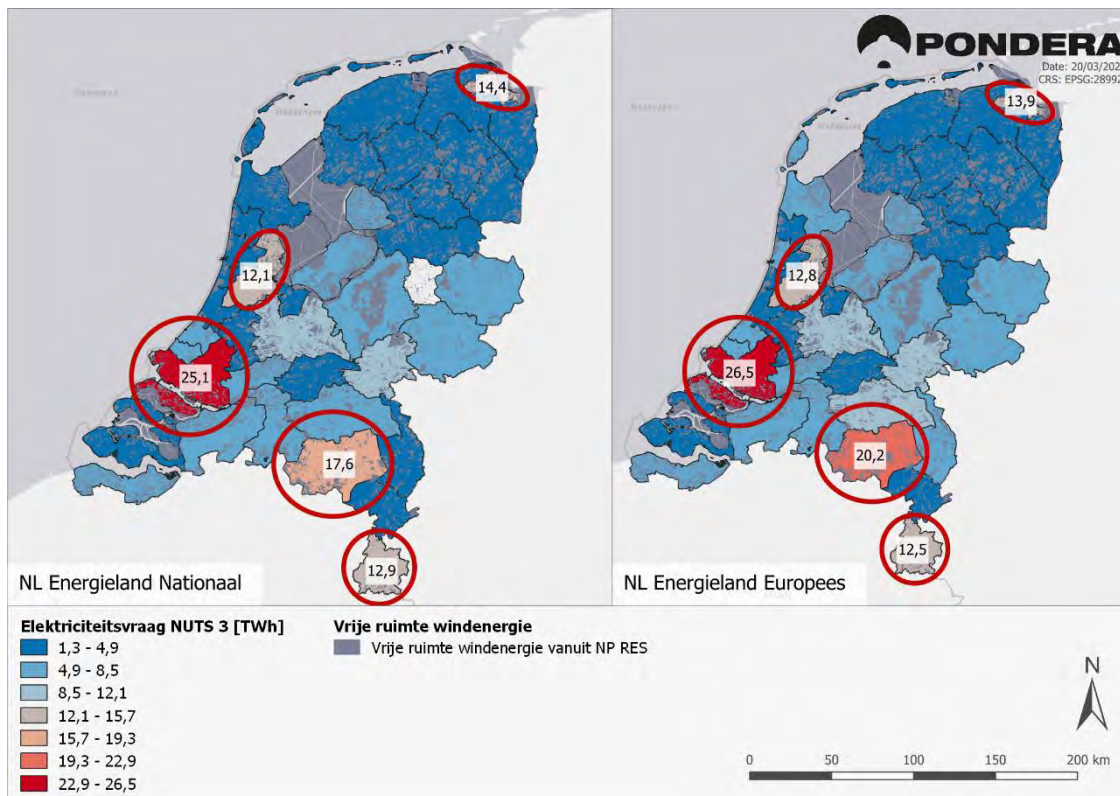 PONDERA
Date: 20/03/202
CRS: EPSG:28992
14,4
12,1
25,1
17,6
12,9
NL Energieland Nationaal
13,9
12,8
26,5
20,2
12,5
NL Energieland Europees
Elektriciteitsvraag NUTS 3 [TWh]
1,3 - 4,9
4,9 - 8,5
8,5 - 12,1
12,1 - 15,7
15,7 - 19,3
19,3 - 22,9
22,9 - 26,5
Vrije ruimte windenergie
Vrije ruimte windenergie vanuit NP RES
N
0 50 100 150 200 km